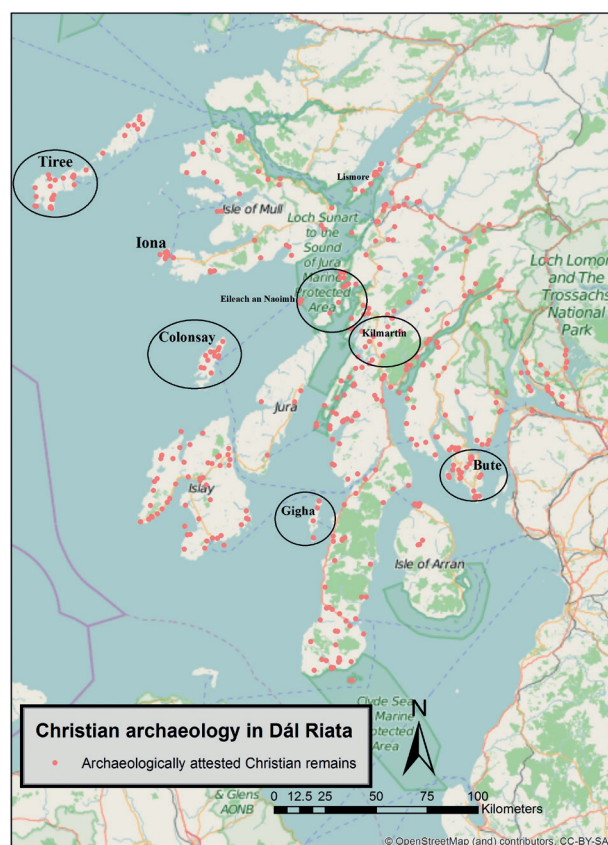 Tiree
Lismore
Isle of Mull
Loch Sunart
to the
Sound
of Jura
Marine
Protected
Area
Iona
Eileach an Naoimh
Loch Lomon
and The
Trossachs
National
Park
Kilmartin
Colonsay
Jura
Islay
Bute
Gigha
Isle of Arran
Clyde Sea
Marine
Protected
Area
N
Christian archaeology in Dál Riata
Archaeologically attested Christian remains
& Glens
AONB
0 12.5 25 50 75 100
Kilometers
© OpenStreetMap (and) contributors, CC-BY-SA